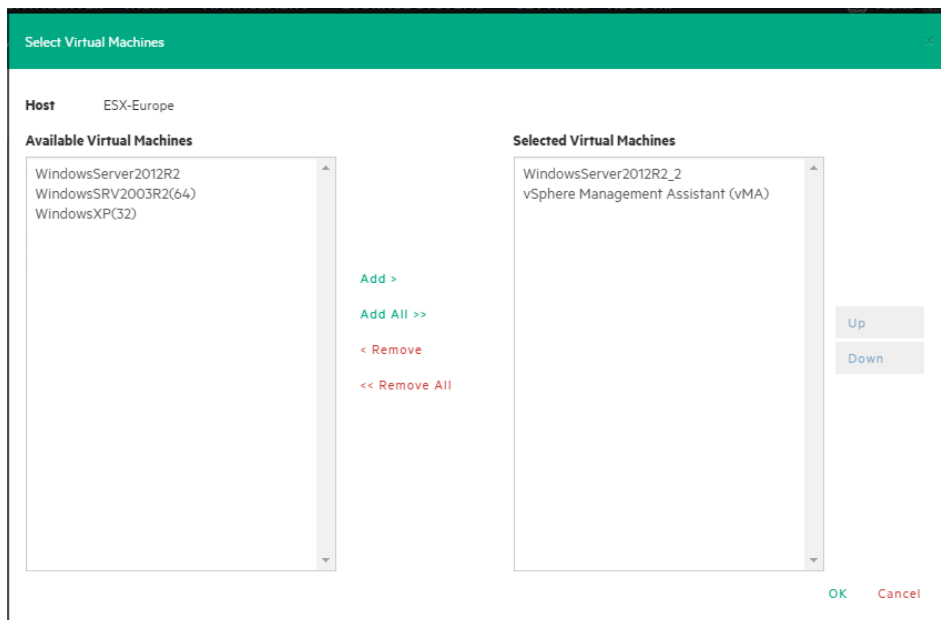 Select Virtual Machines
Host ESX-Europe
Available Virtual Machines
WindowsServer2012R2
WindowsSRV2003R2(64)
WindowsXP(32)
Add >
Add All >>
< Remove
<< Remove All
Selected Virtual Machines
WindowsServer2012R2_2
vSphere Management Assistant (vMA)
Up
Down
OK Cancel